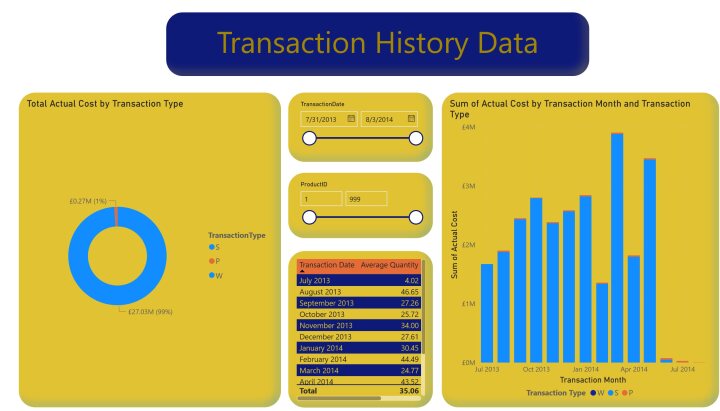 Transaction History Data
Total Actual Cost by Transaction Type
£0.27M (1%)
£27.03M (99%)
TransactionType
S
P
W
TransactionDate
7/31/2013
8/3/2014
ProductID
1
999
Transaction Date Average Quantity
July 2013 4.02
August 2013 46.65
September 2013 27.26
October 2013 25.72
November 2013 34.00
December 2013 27.61
January 2014 30.45
February 2014 44.49
March 2014 24.77
April 2014 43.52
Total 35.06
Sum of Actual Cost by Transaction Month and Transaction
Type
Sum of Actual Cost
£4M
£3M
£2M
£1M
£0M
Jul 2013 Oct 2013 Jan 2014 Apr 2014 Jul 2014
Transaction Month
Transaction Type W S P